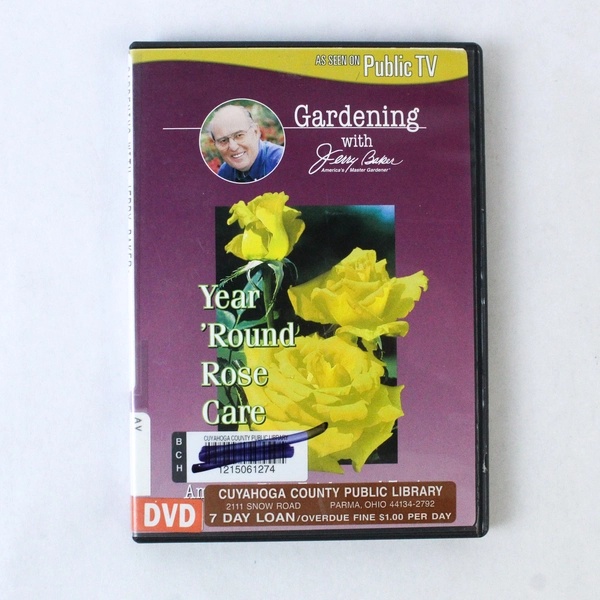 AS SEEN ON Public TV
Gardening
with
Jerry Baker
America's Master Gardener®
Year
'Round
Rose
Care
AV
BCH
CUYAHOGA COUNTY PUBLIC LIBRARY
1215061274
DVD
CUYAHOGA COUNTY PUBLIC LIBRARY
2111 SNOW ROAD PARMA, OHIO 44134-2792
7 DAY LOAN/OVERDUE FINE $1.00 PER DAY